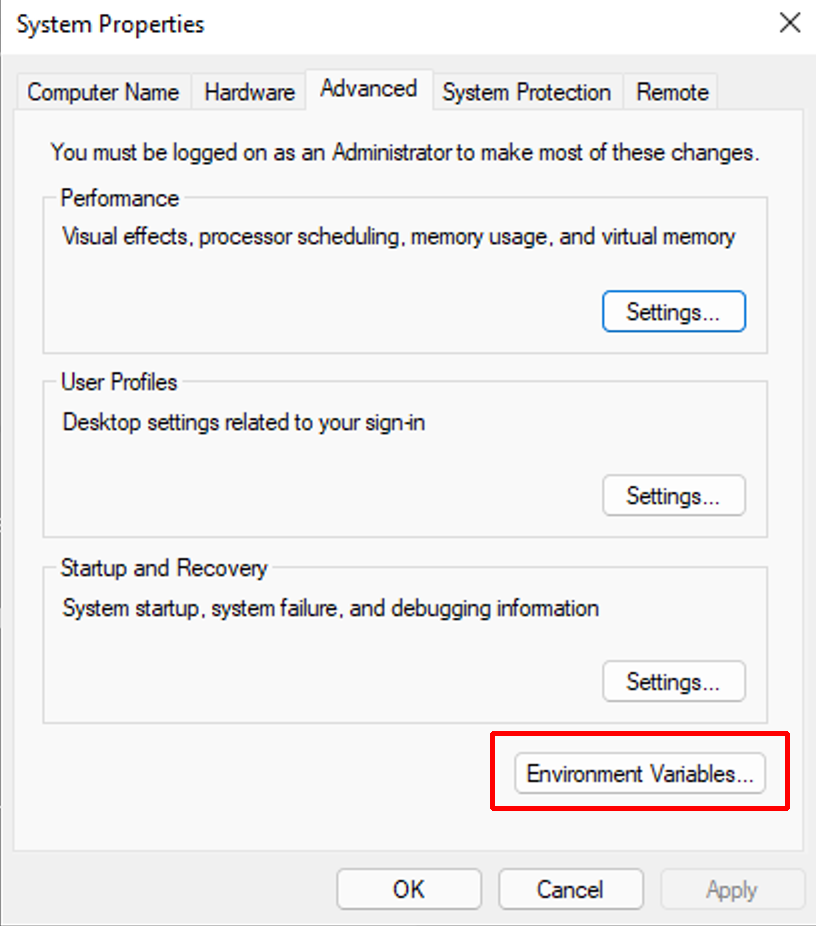 System Properties
Computer Name Hardware Advanced System Protection Remote
You must be logged on as an Administrator to make most of these changes.
Performance
Visual effects, processor scheduling, memory usage, and virtual memory
Settings...
User Profiles
Desktop settings related to your sign-in
Settings...
Startup and Recovery
System startup, system failure, and debugging information
Settings...
Environment Variables...
OK Cancel Apply